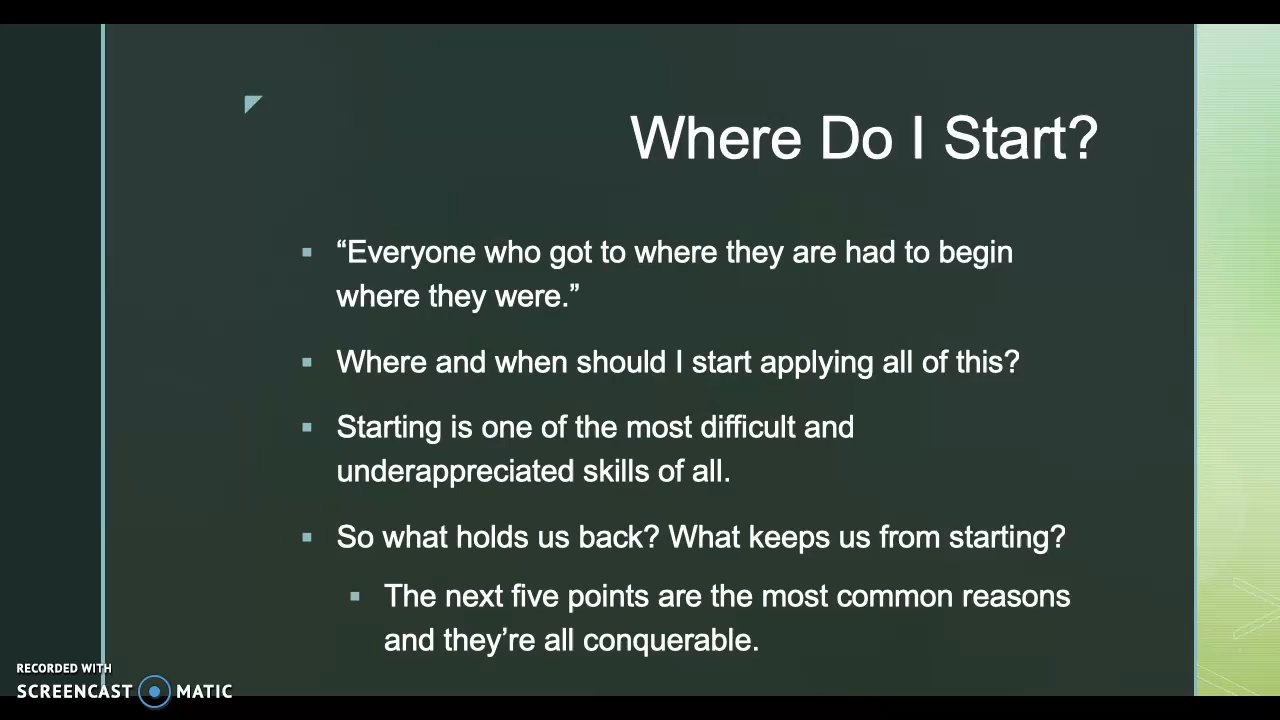 Where Do I Start?
“Everyone who got to where they are had to begin
where they were.”
Where and when should I start applying all of this?
Starting is one of the most difficult and
underappreciated skills of all.
So what holds us back? What keeps us from starting?
The next five points are the most common reasons
and they’re all conquerable.
RECORDED WITH
SCREENCAST MATIC